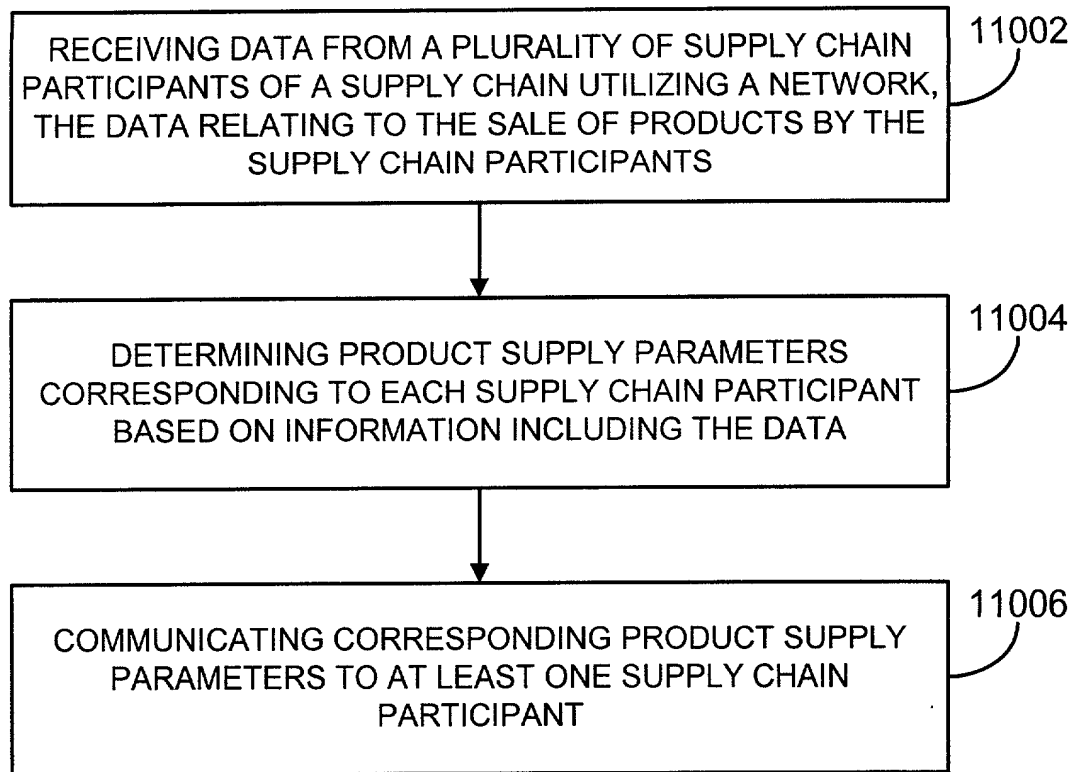 RECEIVING DATA FROM A PLURALITY OF SUPPLY CHAIN
PARTICIPANTS OF A SUPPLY CHAIN UTILIZING A NETWORK,
THE DATA RELATING TO THE SALE OF PRODUCTS BY THE
SUPPLY CHAIN PARTICIPANTS
11002
DETERMINING PRODUCT SUPPLY PARAMETERS
CORRESPONDING TO EACH SUPPLY CHAIN PARTICIPANT
BASED ON INFORMATION INCLUDING THE DATA
11004
COMMUNICATING CORRESPONDING PRODUCT SUPPLY
PARAMETERS TO AT LEAST ONE SUPPLY CHAIN
PARTICIPANT
11006